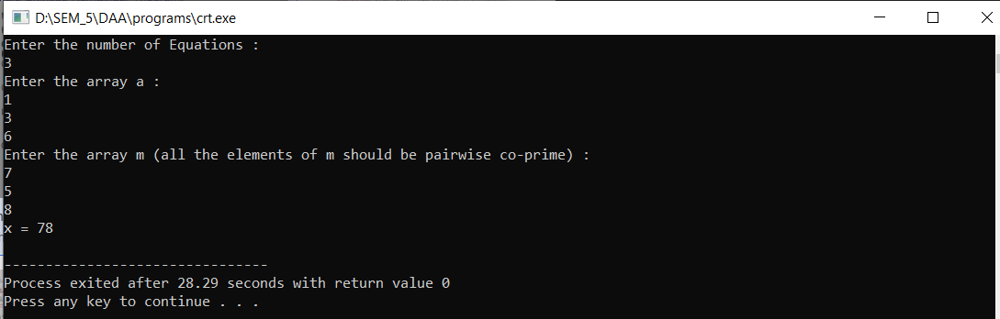 D:\SEM_5\DAA\programs\crt.exe
Enter the number of Equations :
3
Enter the array a :
1
3
6
Enter the array m (all the elements of m should be pairwise co-prime) :
7
5
8
x = 78
--------------------------------
Process exited after 28.29 seconds with return value 0
Press any key to continue . . .